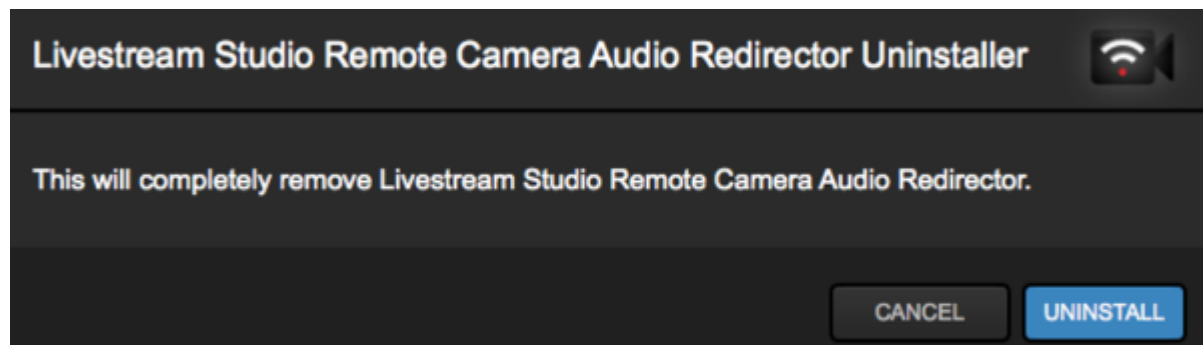 Livestream Studio Remote Camera Audio Redirector Uninstaller
This will completely remove Livestream Studio Remote Camera Audio Redirector.
CANCEL UNINSTALL